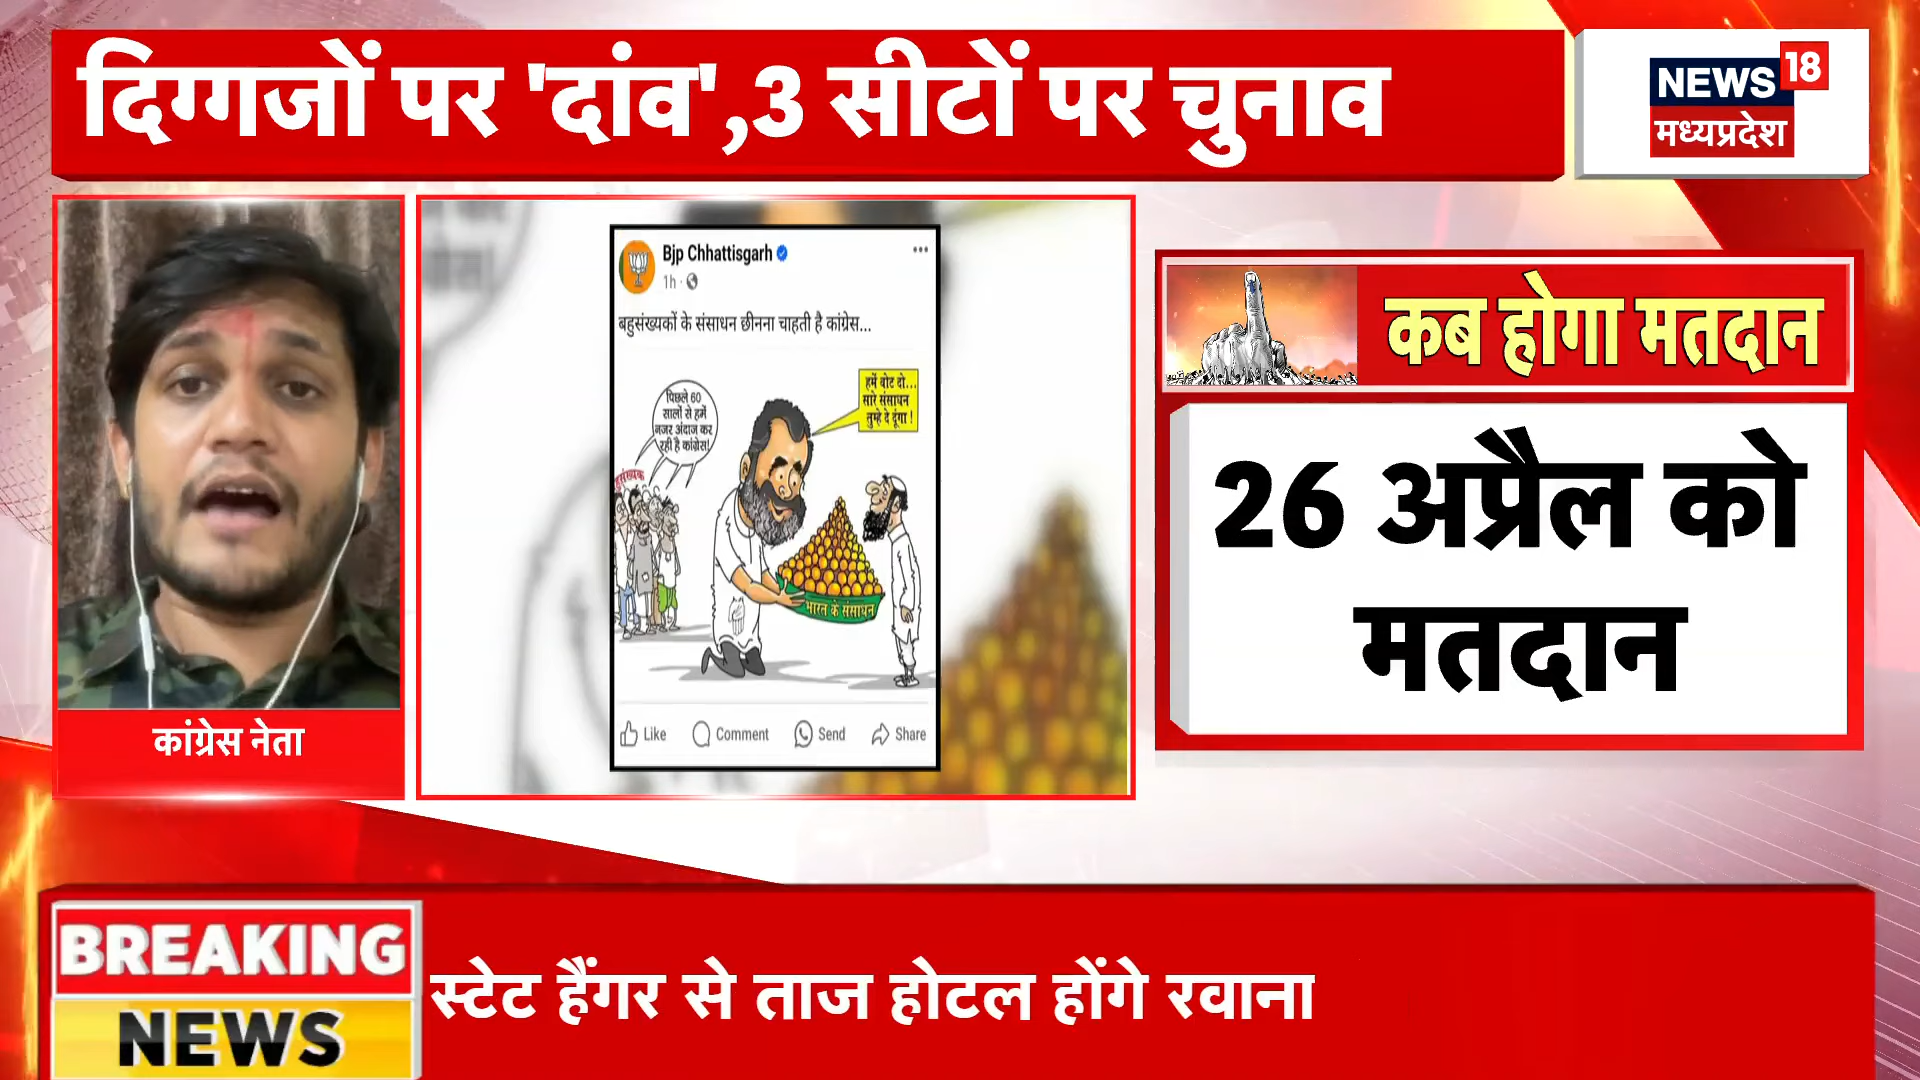 दिग्गजों पर 'दांव',3 सीटों पर चुनाव
NEWS 18
मध्यप्रदेश
Bjp Chhattisgarh
1h
बहुसंख्यकों के संसाधन छीनना चाहती है कांग्रेस...
हमें वोट दो...
सारे संसाधन
तुम्हे दे दूंगा !
पिछले 60
सालों से हमें
नजर अंदाज कर
रही है कांग्रेस!
भारत के संसाधन
Like Comment Send Share
कांग्रेस नेता
कब होगा मतदान
26 अप्रैल को
मतदान
BREAKING
NEWS
स्टेट हैंगर से ताज होटल होंगे रवाना